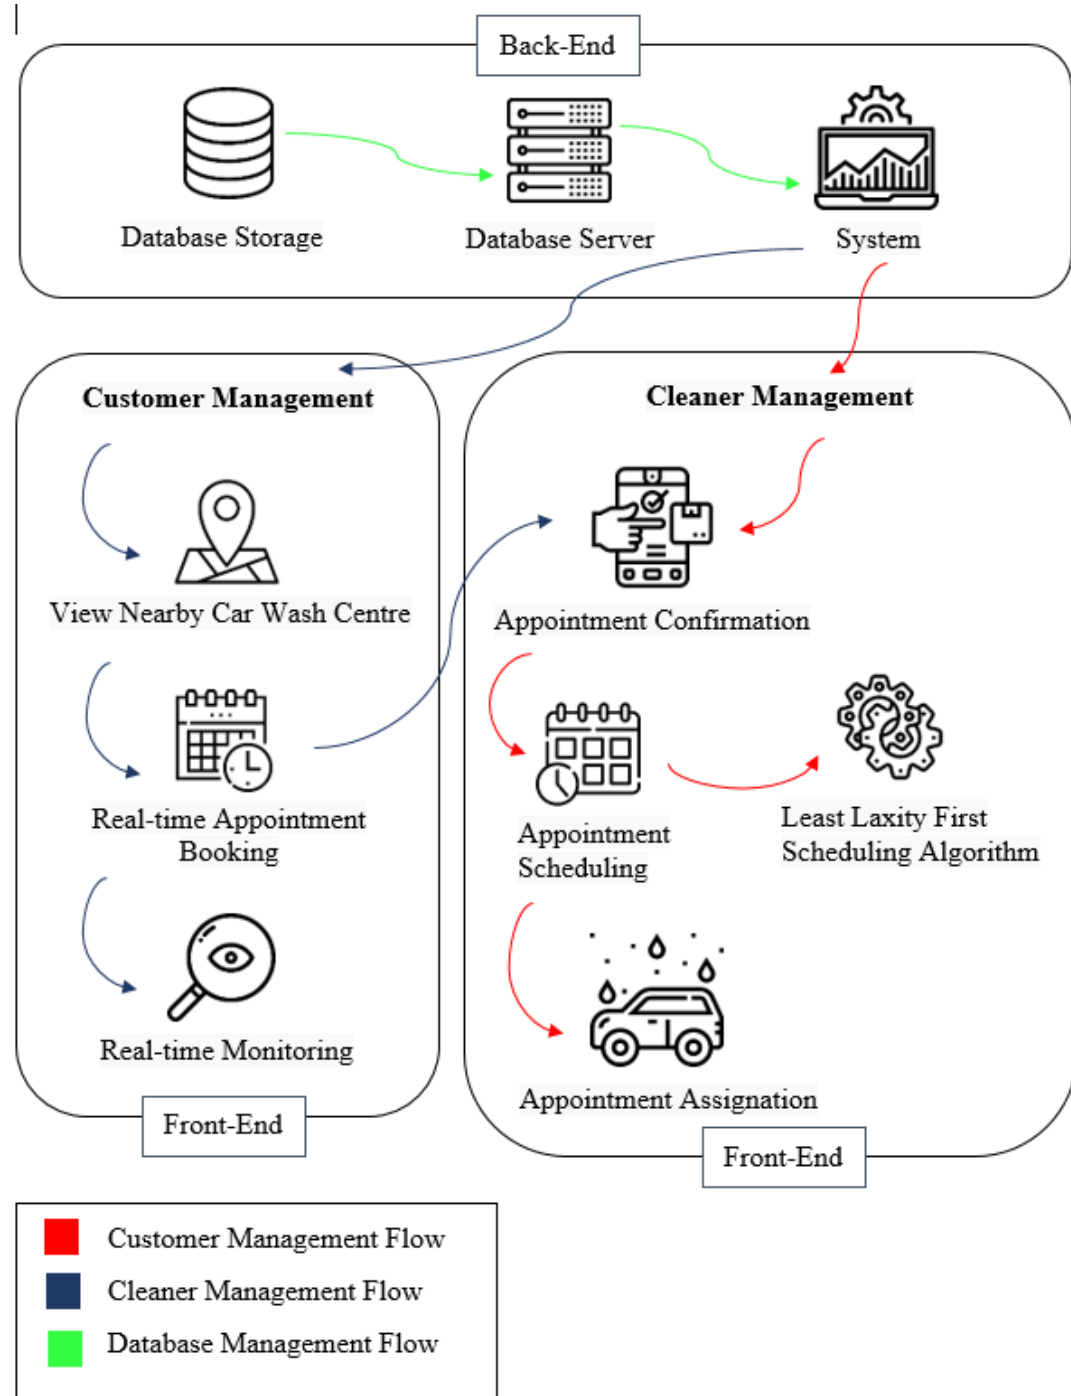 Back-End
Database Storage
Database Server
System
Customer Management
View Nearby Car Wash Centre
Real-time Appointment
Booking
Real-time Monitoring
Front-End
Cleaner Management
Appointment Confirmation
Appointment
Scheduling
Least Laxity First
Scheduling Algorithm
Appointment Assignation
Front-End
Customer Management Flow
Cleaner Management Flow
Database Management Flow